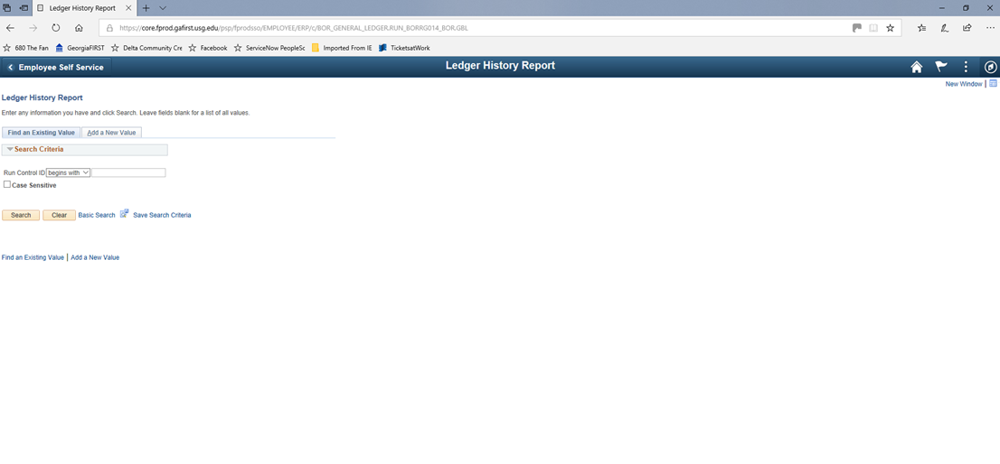 Ledger History Report
https://core.fprod.gafirst.usg.edu/psp/fprodsso/EMPLOYEE/ERP/c/BOR_GENERAL_LEDGER.RUN_BORRG014_BOR.GBL
680 The Fan GeorgiaFIRST Delta Community Cre Facebook ServiceNow PeopleSc Imported From IE TicketsatWork
Employee Self Service Ledger History Report
New Window |
Ledger History Report
Enter any information you have and click Search. Leave fields blank for a list of all values.
Find an Existing Value Add a New Value
Search Criteria
Run Control ID begins with
Case Sensitive
Search Clear Basic Search Save Search Criteria
Find an Existing Value | Add a New Value